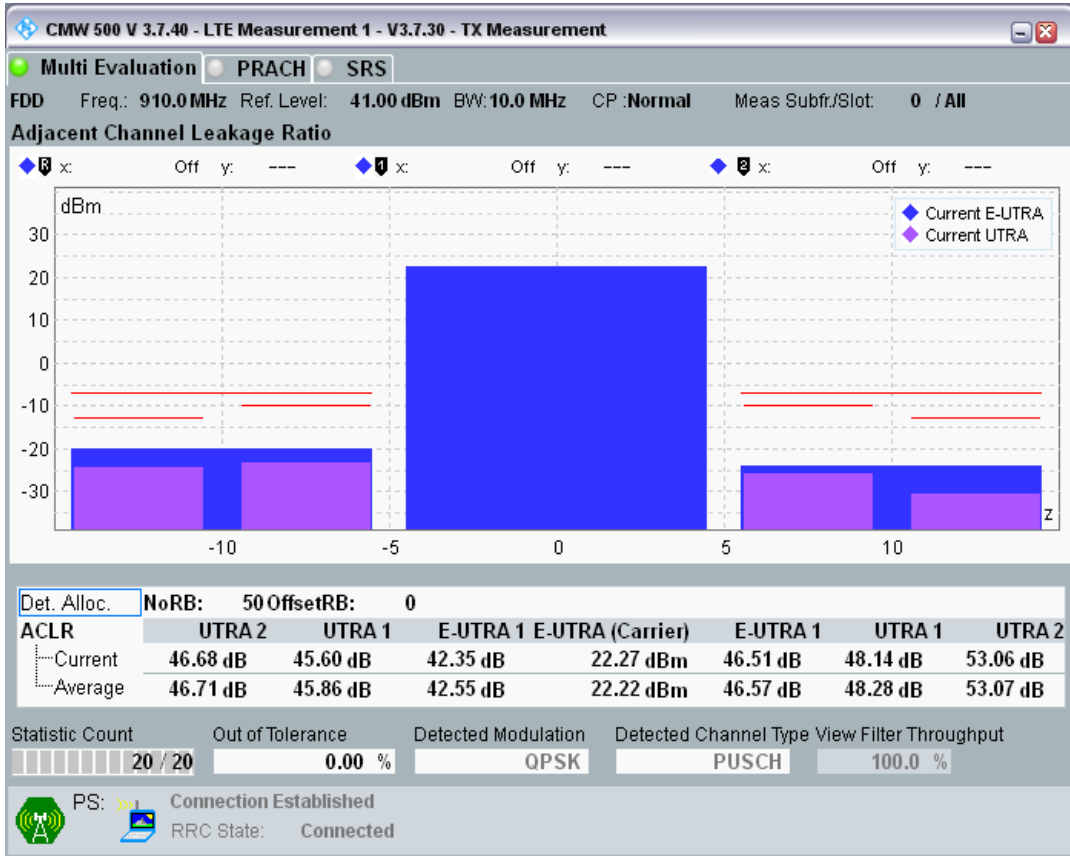 CMW 500 V 3.7.40 - LTE Measurement 1 - V3.7.30 - TX Measurement
Multi Evaluation PRACH SRS
FDD Freq.: 910.0 MHz Ref. Level: 41.00 dBm BW: 10.0 MHz CP :Normal Meas Subfr./Slot: 0 / All
Adjacent Channel Leakage Ratio
R x: Off y: --- 1 x: Off y: --- 2 x: Off y: ---
dBm
Current E-UTRA
Current UTRA
30
20
10
0
-10
-20
-30
z
-10 -5 0 5 10
Det. Alloc. NoRB: 50 OffsetRB: 0
ACLR UTRA 2 UTRA 1 E-UTRA 1 E-UTRA (Carrier) E-UTRA 1 UTRA 1 UTRA 2
Current 46.68 dB 45.60 dB 42.35 dB 22.27 dBm 46.51 dB 48.14 dB 53.06 dB
Average 46.71 dB 45.86 dB 42.55 dB 22.22 dBm 46.57 dB 48.28 dB 53.07 dB
Statistic Count Out of Tolerance Detected Modulation Detected Channel Type View Filter Throughput
20 / 20 0.00 % QPSK PUSCH 100.0 %
PS: Connection Established
RRC State: Connected